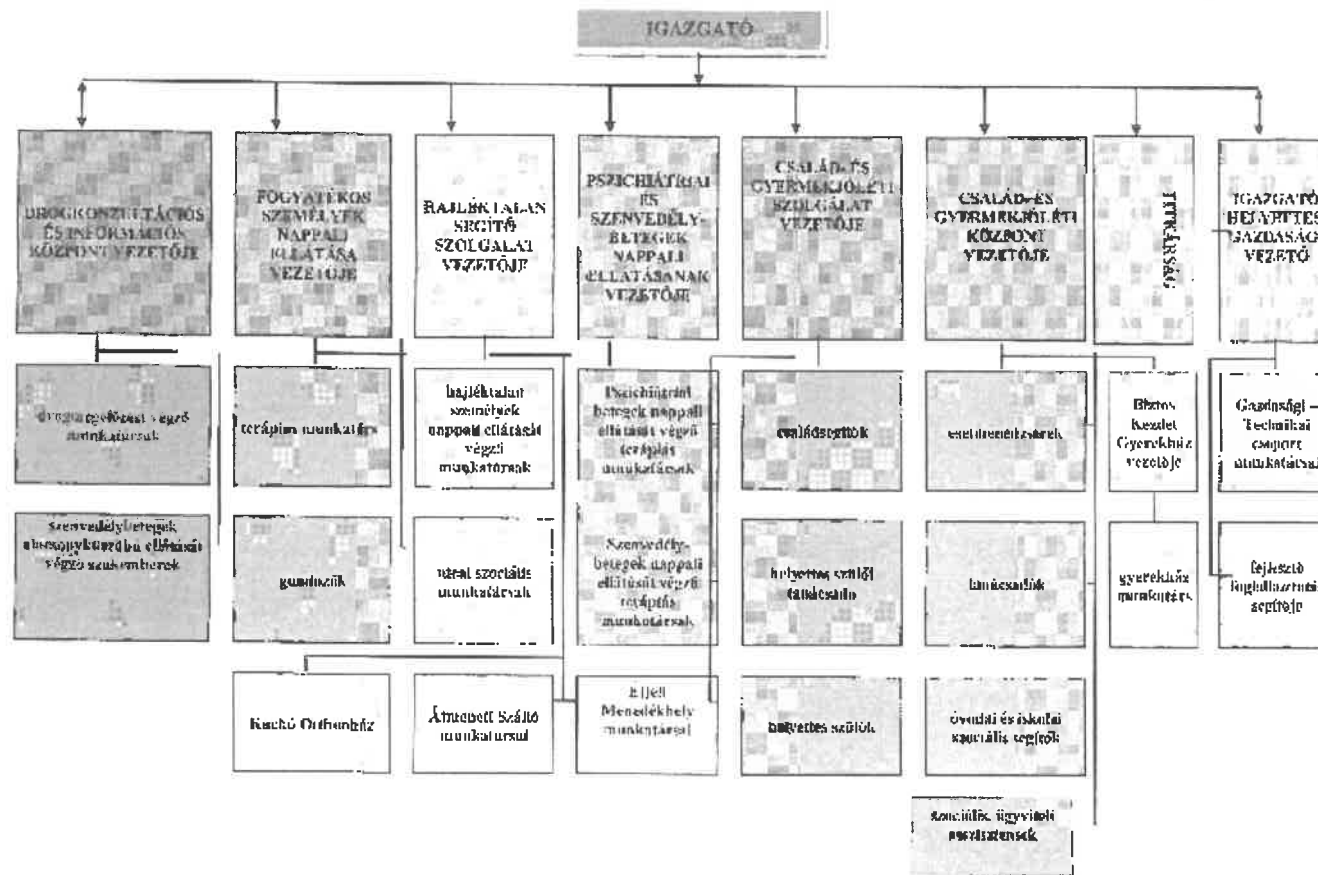 IGAZGATÓ
DROGKONZULTÁCIÓS
ÉS INFORMÁCIÓS
KÖZPONT VEZETŐJE
FOGYATÉKOS
SZEMÉLYEK
NAPPALI
ELLÁTÁSA
VEZETŐJE
HAJLÉKTALAN
SEGÍTŐ
SZOLGÁLAT
VEZETŐJE
PSZICHIÁTRIAI
ÉS
SZENVEDÉLY-
BETEGEK
NAPPALI
ELLÁTÁSÁNAK
VEZETŐJE
CSALÁD- ÉS
GYERMEKJÓLÉTI
SZOLGÁLAT
VEZETŐJE
CSALÁD- ÉS
GYERMEKJÓLÉTI
KÖZPONT
VEZETŐJE
TITKÁRSÁG
IGAZGATÓ
HELYETTES
GAZDASÁGI
VEZETŐ
végző
munkatársak
terápiás munkatárs
hajléktalan
személyek
nappali ellátását
végző
munkatársak
Pszichiátriai
betegek nappali
ellátását végző
terápiás
munkatársak
családsegítők
esetmenedzserek
Biztos
Kezdet
Gyerekház
vezetője
Gazdasági –
Technikai
csoport
munkatársai
szenvedélybetegek
ellátását
végző szakemberek
gondozók
utcai szociális
munkatársak
Szenvedély-
betegek nappali
ellátását végző
terápiás
munkatársak
helyettes szülői
tanácsadó
tanácsadók
gyerekház
munkatárs
fejlesztő
foglalkoztatás
segítője
Otthonház
Átmeneti Szálló
munkatársai
Éjjeli
Menedékhely
munkatársai
helyettes szülők
óvodai és iskolai
szociális segítők
szociális, ügyviteli
asszisztensek